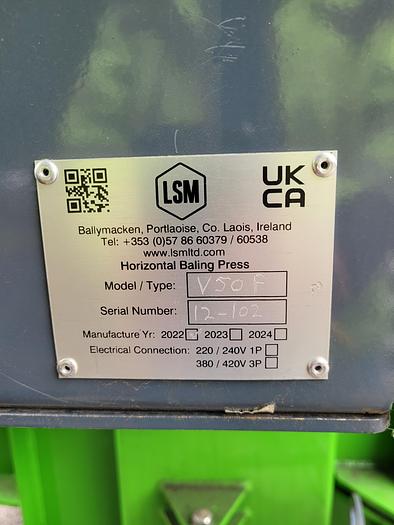 LSM
UK
CA
Ballymacken, Portlaoise, Co. Laois, Ireland
Tel: +353 (0)57 86 60379 / 60538
www.lsmltd.com
Horizontal Baling Press
Model / Type: V50F
Serial Number: 12-102
Manufacture Yr: 2022 2023 2024
Electrical Connection: 220 / 240V 1P
380 / 420V 3P